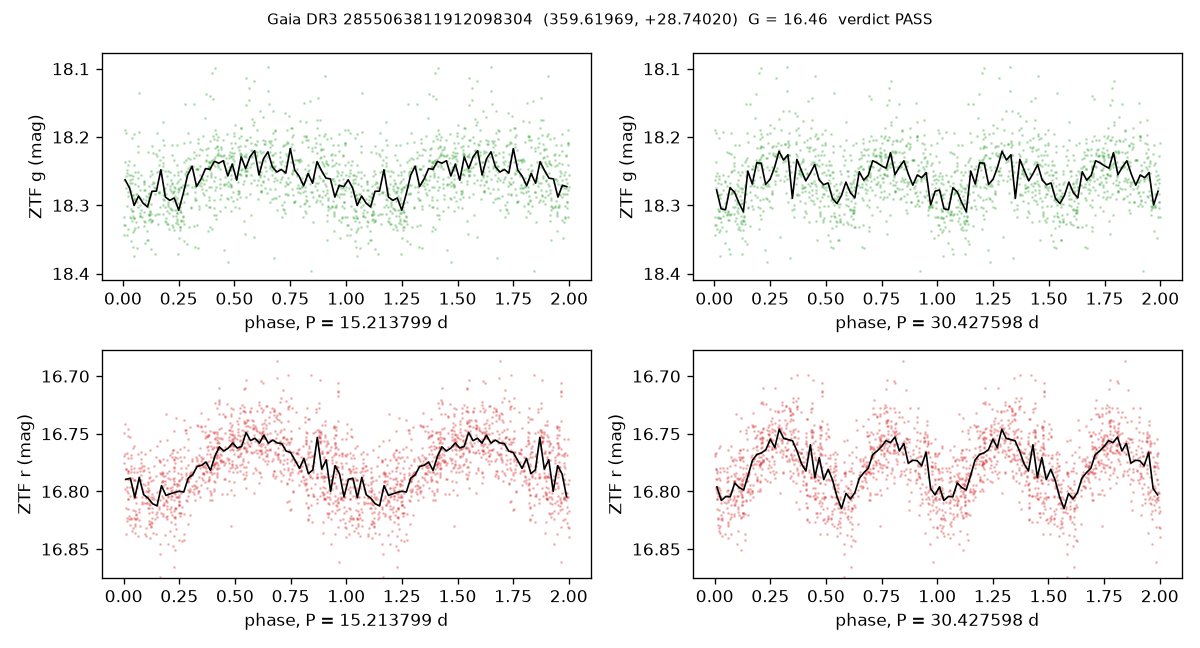 Gaia DR3 2855063811912098304 (359.61969, +28.74020) G = 16.46 verdict PASS
ZTF g (mag)
18.1
18.2
18.3
18.4
0.00 0.25 0.50 0.75 1.00 1.25 1.50 1.75 2.00
phase, P = 15.213799 d
ZTF g (mag)
18.1
18.2
18.3
18.4
0.00 0.25 0.50 0.75 1.00 1.25 1.50 1.75 2.00
phase, P = 30.427598 d
ZTF r (mag)
16.70
16.75
16.80
16.85
0.00 0.25 0.50 0.75 1.00 1.25 1.50 1.75 2.00
phase, P = 15.213799 d
ZTF r (mag)
16.70
16.75
16.80
16.85
0.00 0.25 0.50 0.75 1.00 1.25 1.50 1.75 2.00
phase, P = 30.427598 d